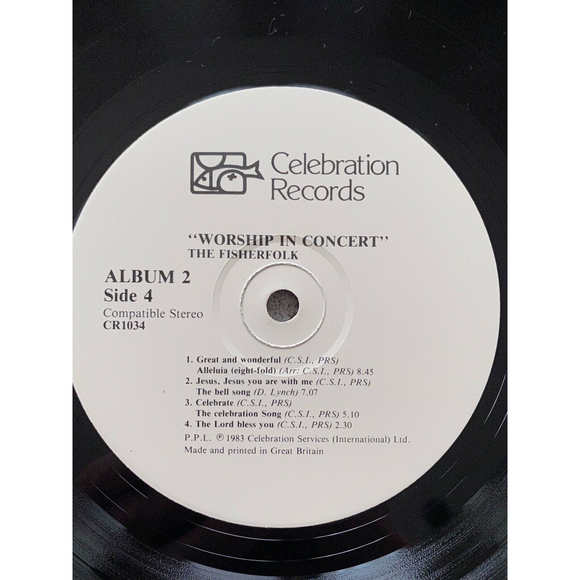 Celebration
Records
“WORSHIP IN CONCERT”
THE FISHERFOLK
ALBUM 2
Side 4
Compatible Stereo
CR1034
1. Great and wonderful (C.S.I., PRS)
Alleluia (eight-fold) (Arr: C.S.I., PRS) 8.45
2. Jesus, Jesus you are with me (C.S.I., PRS)
The bell song (D. Lynch) 7.07
3. Celebrate (C.S.I., PRS)
The celebration Song (C.S.I., PRS) 5.10
4. The Lord bless you (C.S.I., PRS) 2.30
P.P.L. ℗ 1983 Celebration Services (International) Ltd.
Made and printed in Great Britain